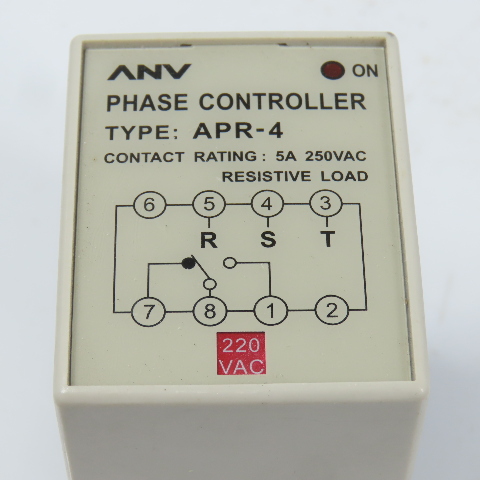 ANV
ON
PHASE CONTROLLER
TYPE: APR-4
CONTACT RATING: 5A 250VAC
RESISTIVE LOAD
6 5 4 3
R S T
7 8 1 2
220
VAC